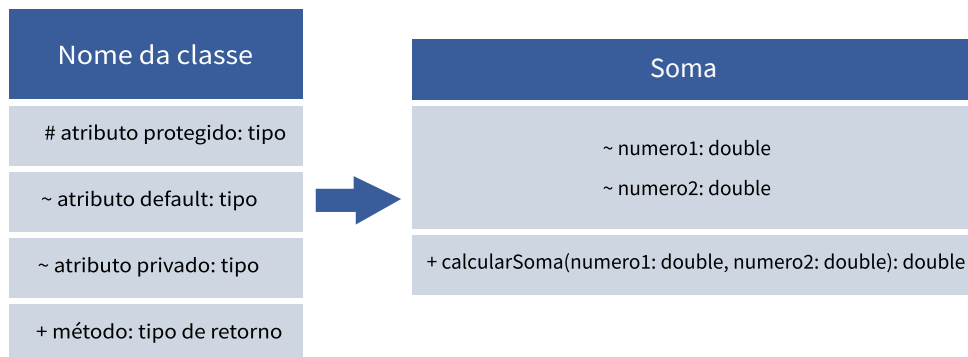 Nome da classe
# atributo protegido: tipo
~ atributo default: tipo
~ atributo privado: tipo
+ método: tipo de retorno
Soma
~ numero1: double
~ numero2: double
+ calcularSoma(numero1: double, numero2: double): double